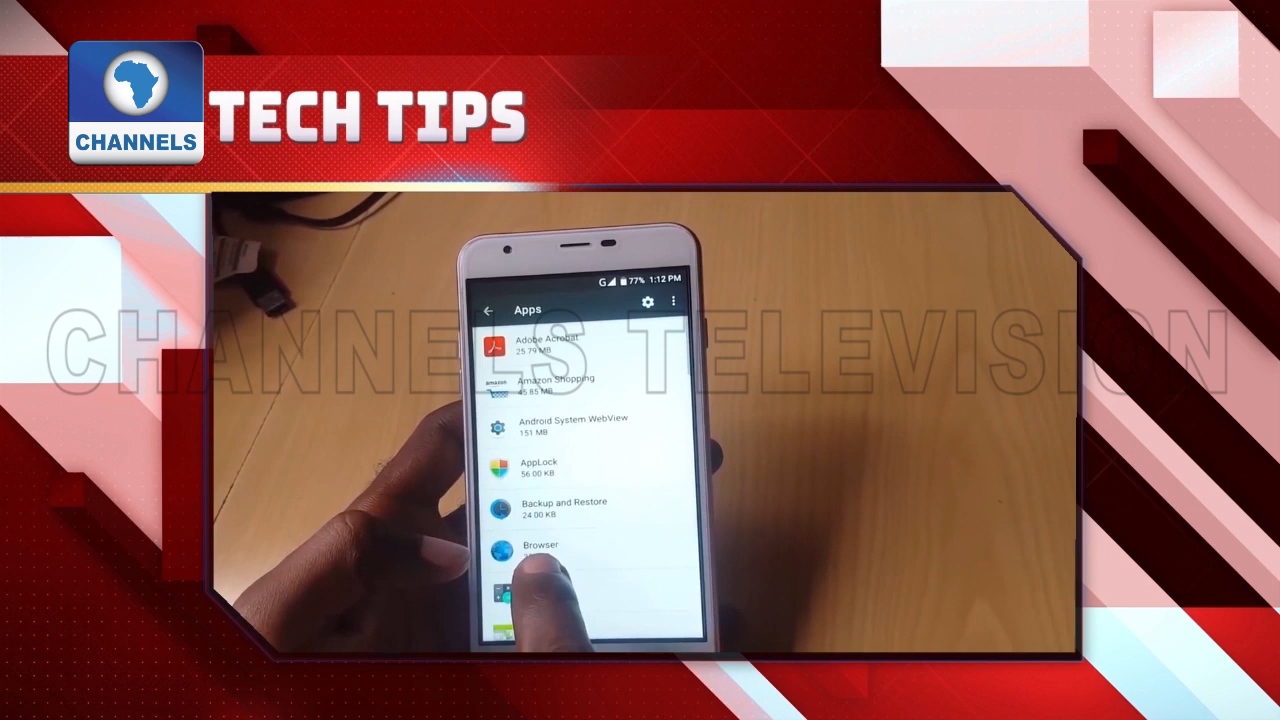 CHANNELS
TECH TIPS
G 77% 1:12 PM
Apps
Adobe Acrobat
25.79 MB
amazon
Amazon Shopping
45.85 MB
Android System WebView
151 MB
AppLock
56.00 KB
Backup and Restore
24.00 KB
Browser
CHANNELS TELEVISION